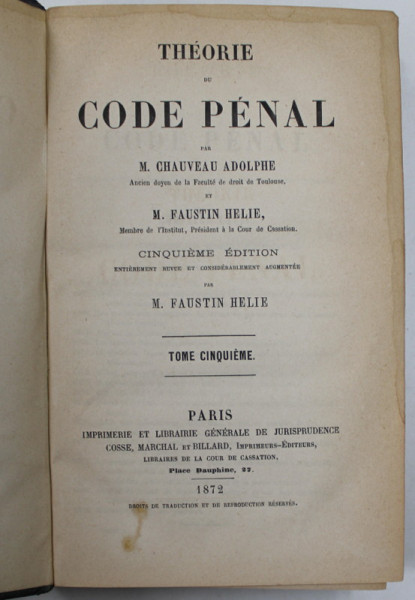 THÉORIE
DU
CODE PÉNAL
PAR
M. CHAUVEAU ADOLPHE
Ancien doyen de la Faculté de droit de Toulouse,
ET
M. FAUSTIN HELIE,
Membre de l'Institut, Président à la Cour de Cassation.
CINQUIÈME ÉDITION
ENTIÈREMENT REVUE ET CONSIDÉRABLEMENT AUGMENTÉE
PAR
M. FAUSTIN HELIE
TOME CINQUIÈME.
PARIS
IMPRIMERIE ET LIBRAIRIE GÉNÉRALE DE JURISPRUDENCE
COSSE, MARCHAL ET BILLARD, IMPRIMEURS-ÉDITEURS,
LIBRAIRES DE LA COUR DE CASSATION,
Place Dauphine, 27.
1872
DROITS DE TRADUCTION ET DE REPRODUCTION RÉSERVÉS.